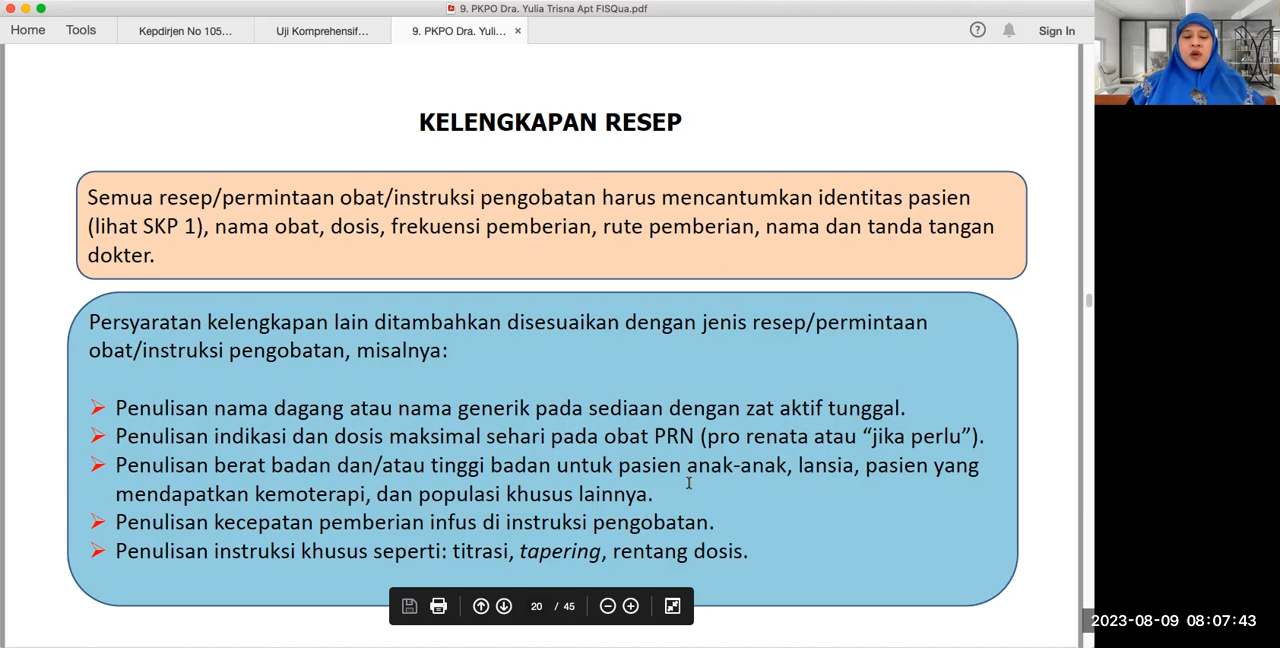 9. PKPO Dra. Yulia Trisna Apt FISQua.pdf
Home
Tools
Kepdirjen No 105...
Uji Komprehensif...
9. PKPO Dra. Yuli...
Sign In
KELENGKAPAN RESEP
Semua resep/permintaan obat/instruksi pengobatan harus mencantumkan identitas pasien
(lihat SKP 1), nama obat, dosis, frekuensi pemberian, rute pemberian, nama dan tanda tangan
dokter.
Persyaratan kelengkapan lain ditambahkan disesuaikan dengan jenis resep/permintaan
obat/instruksi pengobatan, misalnya:
Penulisan nama dagang atau nama generik pada sediaan dengan zat aktif tunggal.
Penulisan indikasi dan dosis maksimal sehari pada obat PRN (pro renata atau “jika perlu”).
Penulisan berat badan dan/atau tinggi badan untuk pasien anak-anak, lansia, pasien yang
mendapatkan kemoterapi, dan populasi khusus lainnya.
Penulisan kecepatan pemberian infus di instruksi pengobatan.
Penulisan instruksi khusus seperti: titrasi, tapering, rentang dosis.
20 / 45
2023-08-09 08:07:43